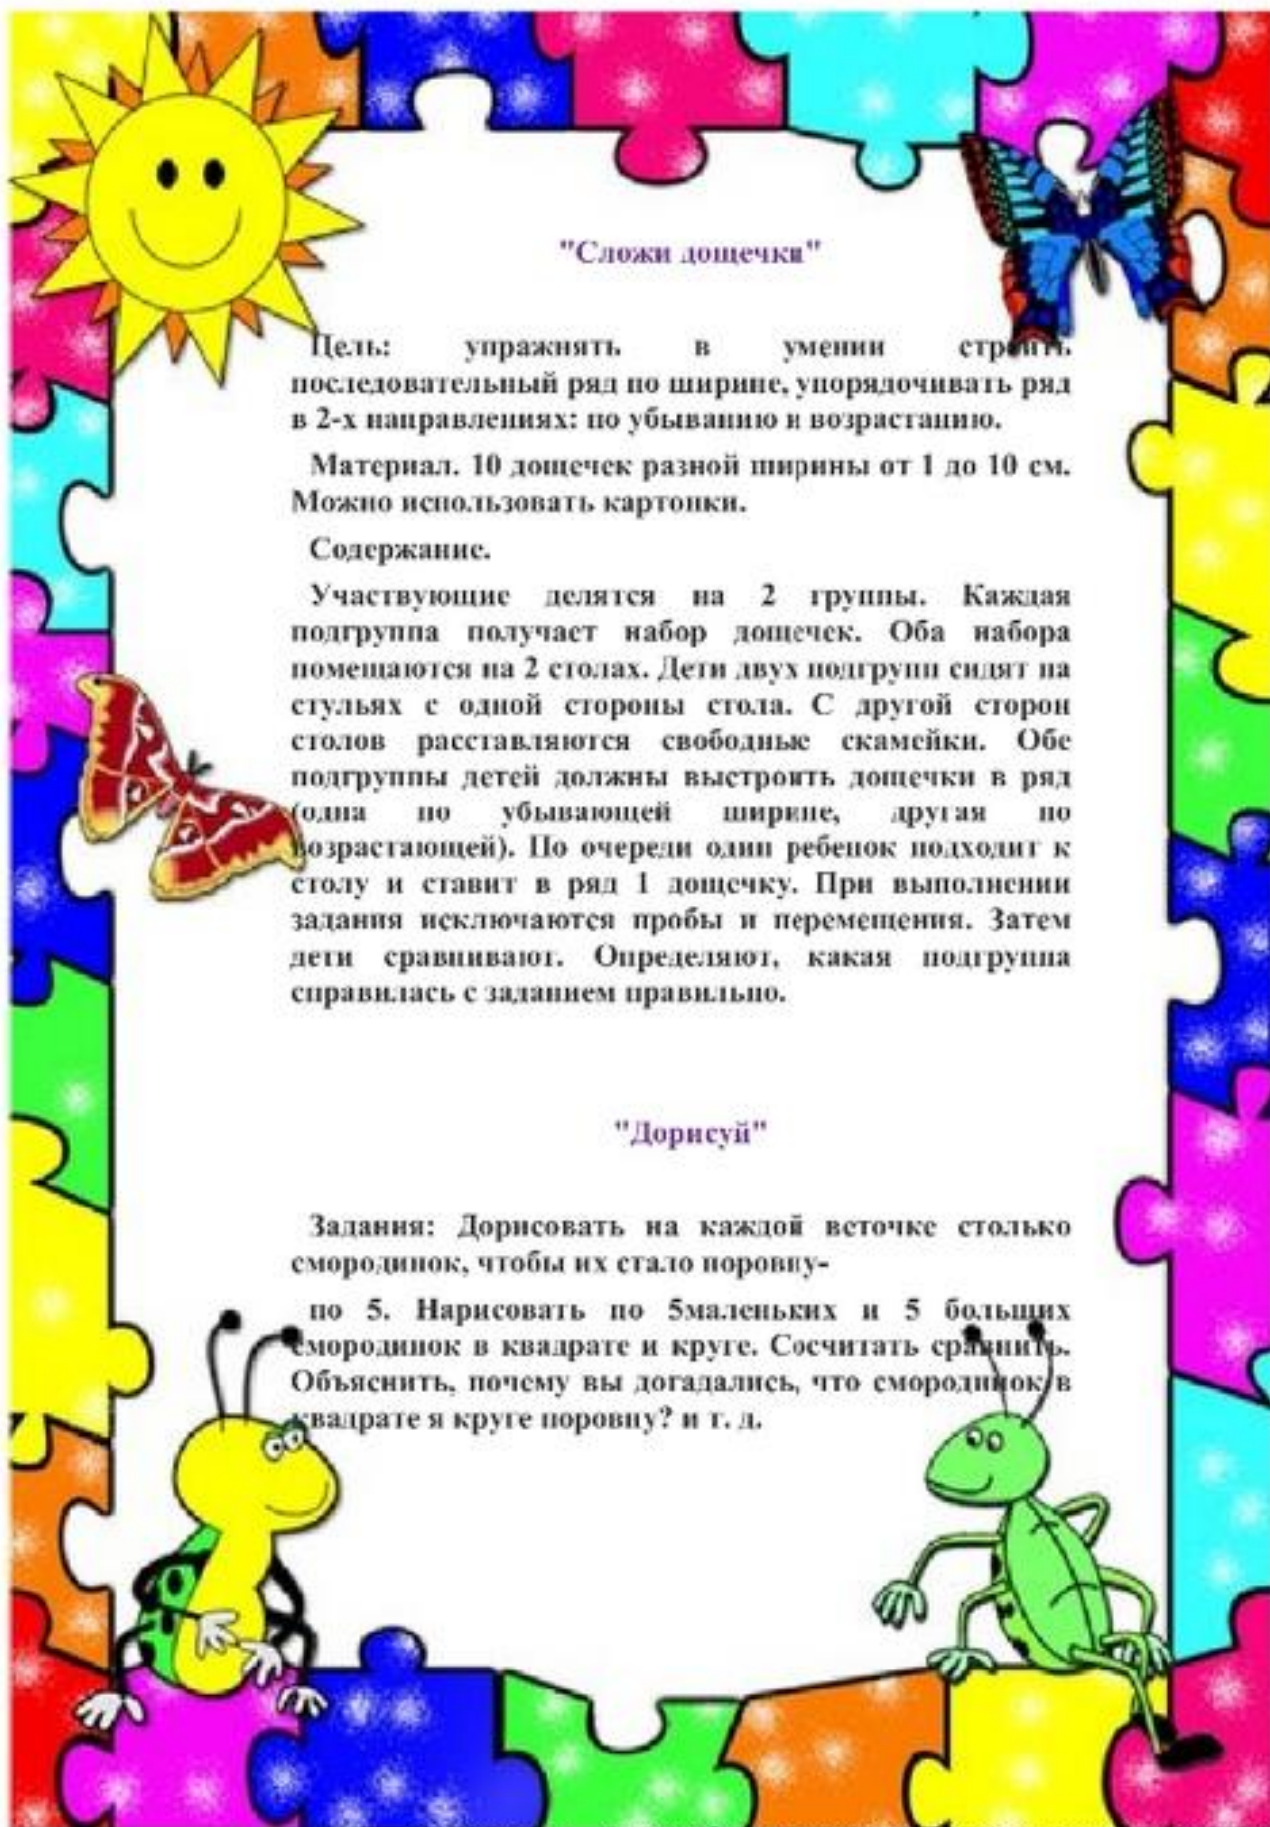 "Сложи дощечки"
Цель: упражнять в умении строить
последовательный ряд по ширине, упорядочивать ряд
в 2-х направлениях: по убыванию и возрастанию.
Материал. 10 дощечек разной ширины от 1 до 10 см.
Можно использовать картонки.
Содержание.
Участвующие делятся на 2 группы. Каждая
подгруппа получает набор дощечек. Оба набора
помещаются на 2 столах. Дети двух подгрупп сидят на
стульях с одной стороны стола. С другой сторон
столов расставляются свободные скамейки. Обе
подгруппы детей должны выстроить дощечки в ряд
(одна по убывающей ширине, другая по
возрастающей). По очереди один ребенок подходит к
столу и ставит в ряд 1 дощечку. При выполнении
задания исключаются пробы и перемещения. Затем
дети сравнивают. Определяют, какая подгруппа
справилась с заданием правильно.
"Дорисуй"
Задания: Дорисовать на каждой веточке столько
смородинок, чтобы их стало поровну-
по 5. Нарисовать по 5маленьких и 5 больших
смородинок в квадрате и круге. Сосчитать сравнить.
Объяснить, почему вы догадались, что смородинок в
квадрате я круге поровну? и т. д.